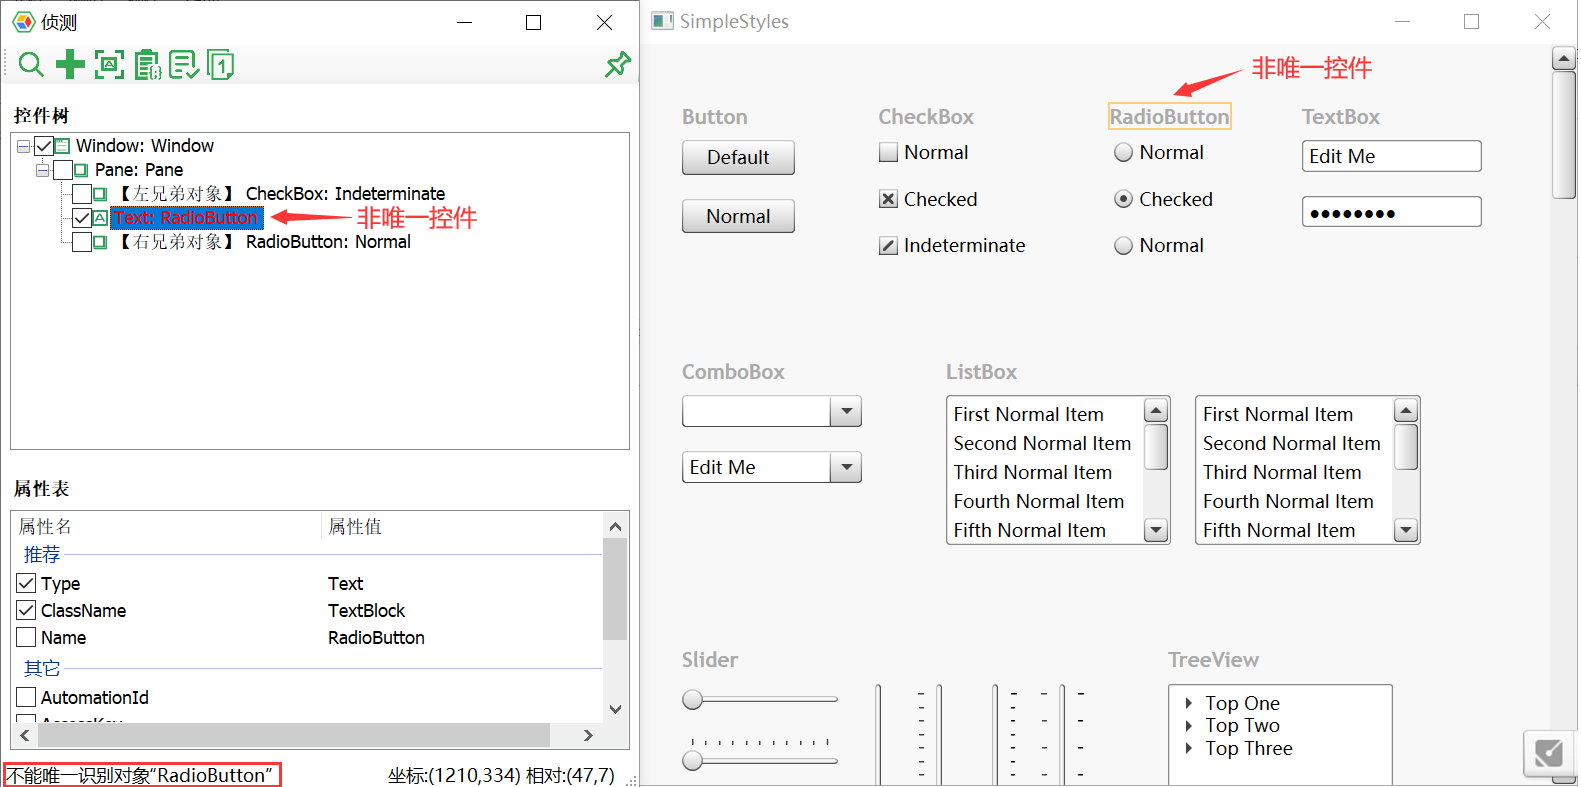 侦测
控件树
Window: Window
Pane: Pane
【左兄弟对象】 CheckBox: Indeterminate
Text: RadioButton
非唯一控件
【右兄弟对象】 RadioButton: Normal
属性表
属性名 属性值
推荐
Type Text
ClassName TextBlock
Name RadioButton
其它
AutomationId
AccessKey
不能唯一识别对象“RadioButton” 坐标:(1210,334) 相对:(47,7)
SimpleStyles
非唯一控件
Button CheckBox RadioButton TextBox
Default Normal Normal Edit Me
Checked Checked
Normal Indeterminate Normal
ComboBox ListBox
First Normal Item First Normal Item
Second Normal Item Second Normal Item
Edit Me Third Normal Item Third Normal Item
Fourth Normal Item Fourth Normal Item
Fifth Normal Item Fifth Normal Item
Slider TreeView
Top One
Top Two
Top Three